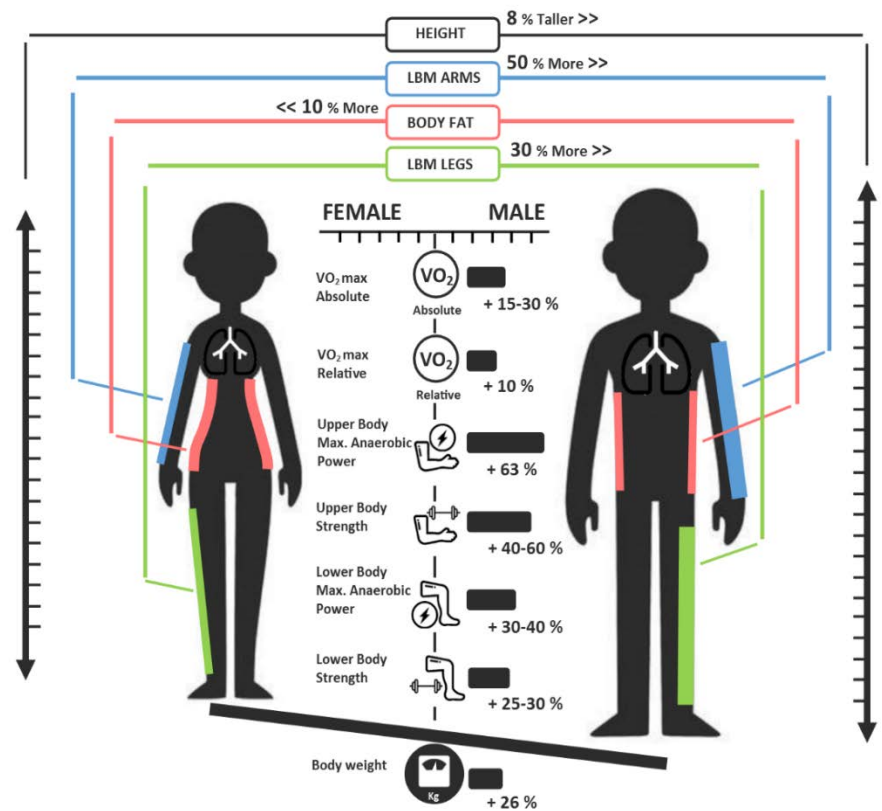 8 % Taller >>
HEIGHT
50 % More >>
LBM ARMS
<< 10 % More
BODY FAT
30 % More >>
LBM LEGS
FEMALE MALE
VO₂ max
Absolute
VO₂
Absolute
+ 15-30 %
VO₂ max
Relative
VO₂
Relative
+ 10 %
Upper Body
Max. Anaerobic
Power
+ 63 %
Upper Body
Strength
+ 40-60 %
Lower Body
Max. Anaerobic
Power
+ 30-40 %
Lower Body
Strength
+ 25-30 %
Body weight
Kg
+ 26 %